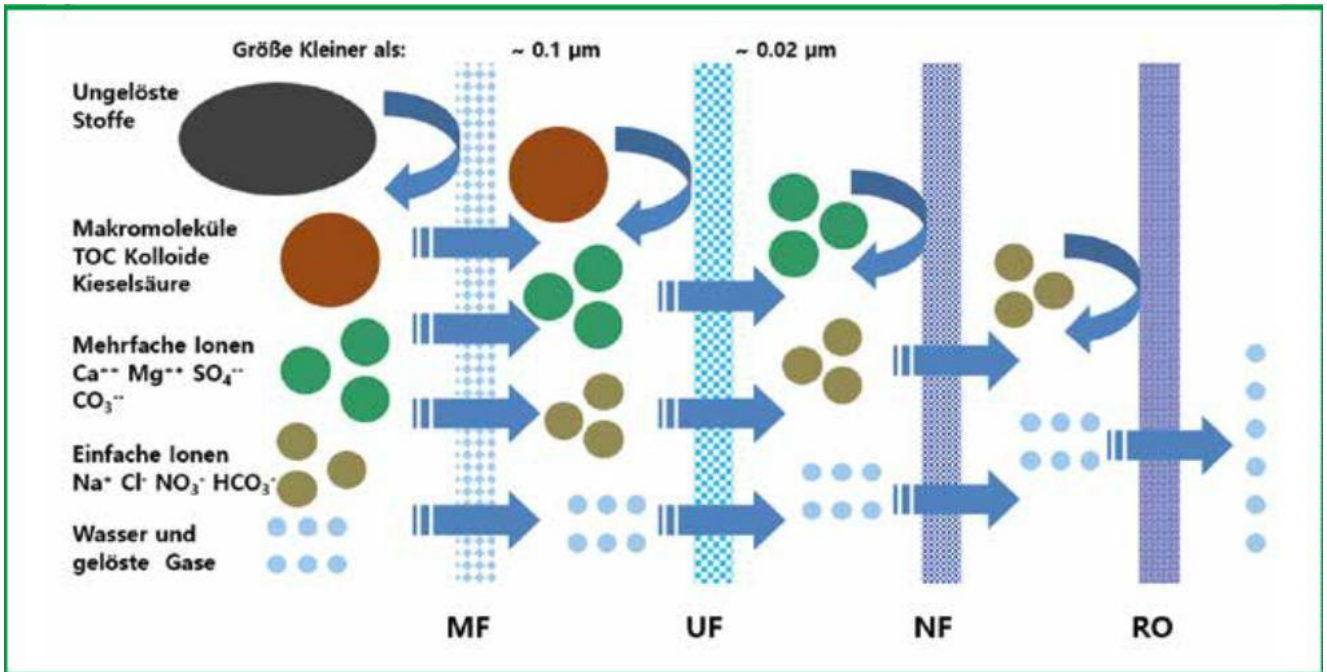 Größe Kleiner als: ~ 0.1 µm ~ 0.02 µm
Ungelöste
Stoffe
Makromoleküle
TOC Kolloide
Kieselsäure
Mehrfache Ionen
Ca⁺⁺ Mg⁺⁺ SO₄⁻⁻
CO₃⁻⁻
Einfache Ionen
Na⁺ Cl⁻ NO₃⁻ HCO₃⁻
Wasser und
gelöste Gase
MF UF NF RO